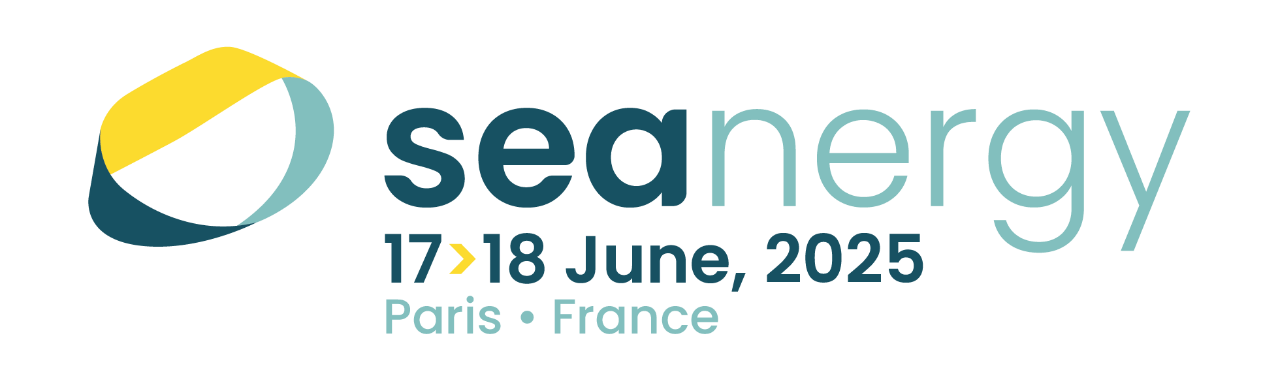 seanergy
17>18 June, 2025
Paris • France